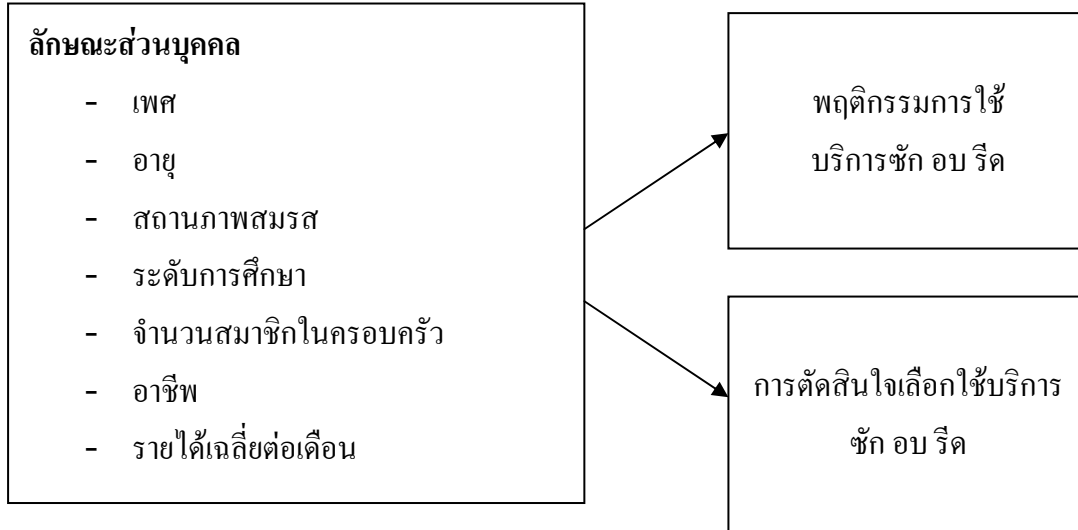 ลักษณะส่วนบุคคล
- เพศ
- อายุ
- สถานภาพสมรส
- ระดับการศึกษา
- จำนวนสมาชิกในครอบครัว
- อาชีพ
- รายได้เฉลี่ยต่อเดือน
พฤติกรรมการใช้
บริการซัก อบ รีด
การตัดสินใจเลือกใช้บริการ
ซัก อบ รีด